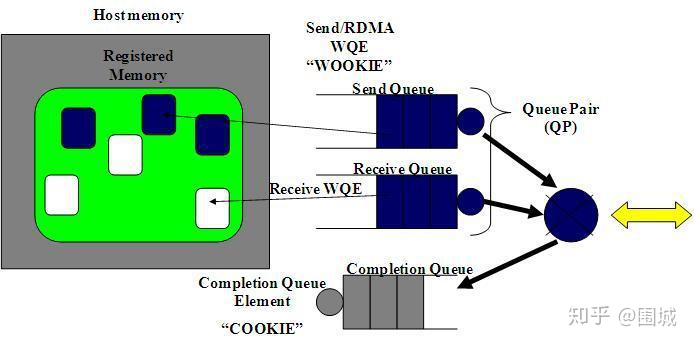 Host memory
Registered
Memory
Send/RDMA
WQE
“WOOKIE”
Send Queue
Queue Pair
(QP)
Receive Queue
Receive WQE
Completion Queue
Completion Queue
Element
“COOKIE”
知乎 @围城